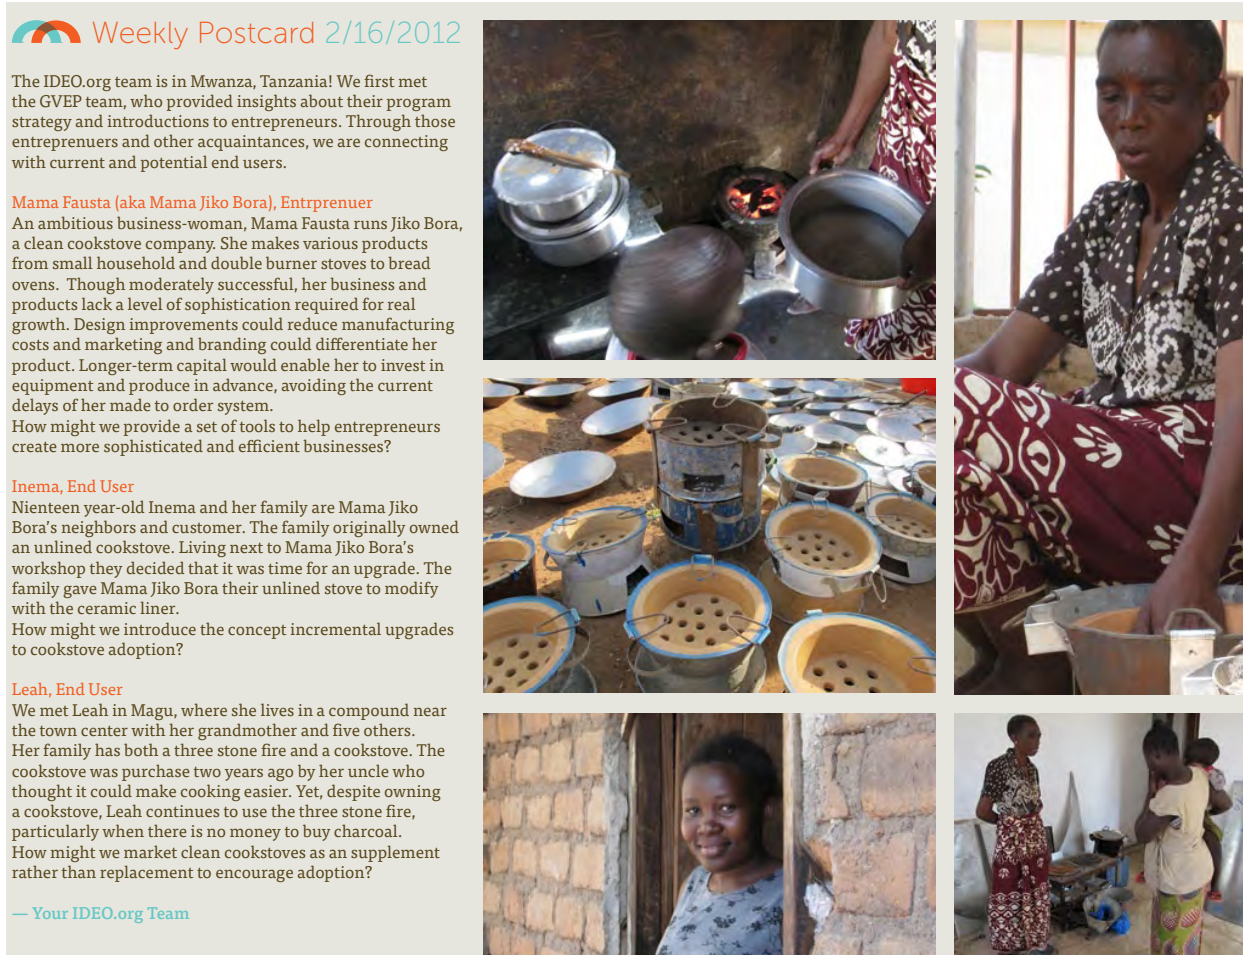 Weekly Postcard 2/16/2012
The IDEO.org team is in Mwanza, Tanzania! We first met
the GVEP team, who provided insights about their program
strategy and introductions to entrepreneurs. Through those
entreprenuers and other acquaintances, we are connecting
with current and potential end users.
Mama Fausta (aka Mama Jiko Bora), Entrprenuer
An ambitious business-woman, Mama Fausta runs Jiko Bora,
a clean cookstove company. She makes various products
from small household and double burner stoves to bread
ovens.  Though moderately successful, her business and
products lack a level of sophistication required for real
growth. Design improvements could reduce manufacturing
costs and marketing and branding could differentiate her
product. Longer-term capital would enable her to invest in
equipment and produce in advance, avoiding the current
delays of her made to order system.
How might we provide a set of tools to help entrepreneurs
create more sophisticated and efficient businesses?
Inema, End User
Nienteen year-old Inema and her family are Mama Jiko
Bora's neighbors and customer. The family originally owned
an unlined cookstove. Living next to Mama Jiko Bora's
workshop they decided that it was time for an upgrade. The
family gave Mama Jiko Bora their unlined stove to modify
with the ceramic liner.
How might we introduce the concept incremental upgrades
to cookstove adoption?
Leah, End User
We met Leah in Magu, where she lives in a compound near
the town center with her grandmother and five others.
Her family has both a three stone fire and a cookstove. The
cookstove was purchase two years ago by her uncle who
thought it could make cooking easier. Yet, despite owning
a cookstove, Leah continues to use the three stone fire,
particularly when there is no money to buy charcoal.
How might we market clean cookstoves as an supplement
rather than replacement to encourage adoption?
— Your IDEO.org Team